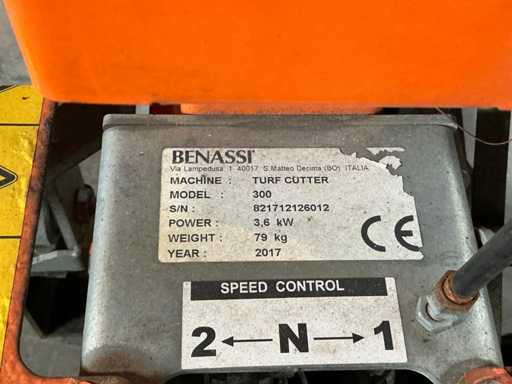 BENASSI
Via Lampedusa 1 40017 S.Matteo Decima (BO) ITALIA
MACHINE : TURF CUTTER
MODEL : 300
S/N : 821712126012
POWER : 3,6 kW
WEIGHT : 79 kg
YEAR : 2017
CE
SPEED CONTROL
2 ← N → 1